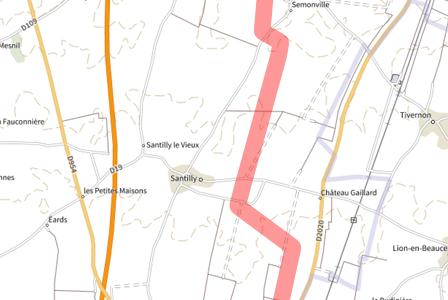 Semonville
D109
Mesnil
Tivernon
n Fauconnière
Santilly le Vieux
D954
D19
Santilly
nnes
les Petites Maisons
Château Gaillard
Éards
D2020
Lion-en-Beauce